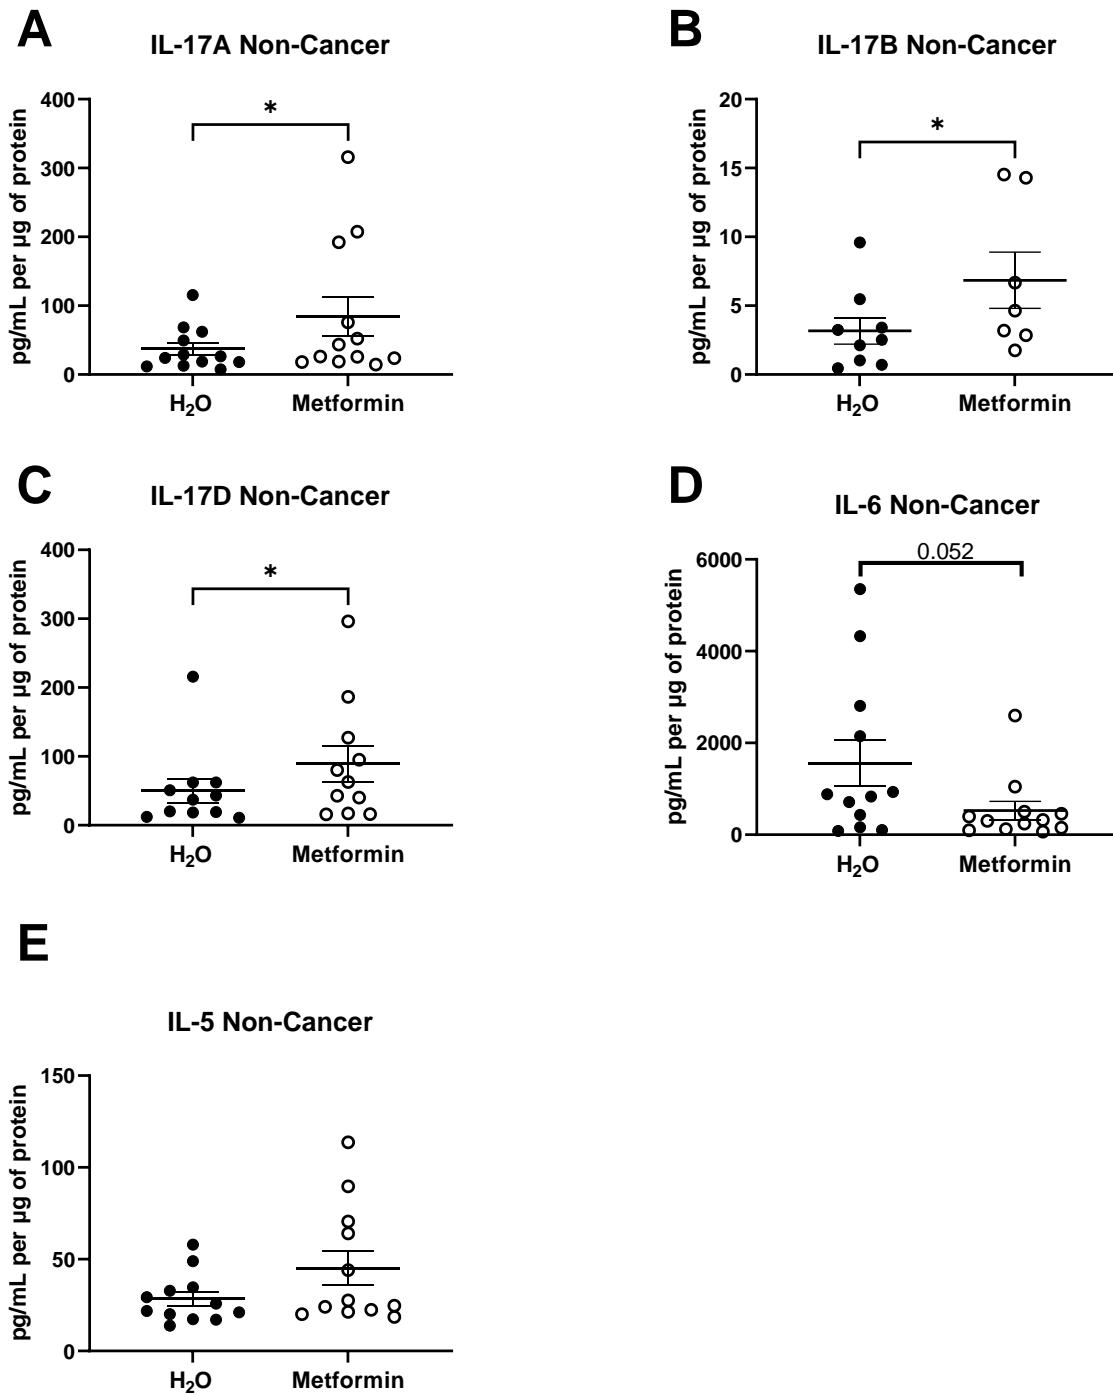 A
IL-17A Non-Cancer
pg/mL per µg of protein
400
300
200
100
0
*
H₂O
Metformin
B
IL-17B Non-Cancer
pg/mL per µg of protein
20
15
10
5
0
*
H₂O
Metformin
C
IL-17D Non-Cancer
pg/mL per µg of protein
400
300
200
100
0
*
H₂O
Metformin
D
IL-6 Non-Cancer
pg/mL per µg of protein
6000
4000
2000
0
0.052
H₂O
Metformin
E
IL-5 Non-Cancer
pg/mL per µg of protein
150
100
50
0
H₂O
Metformin